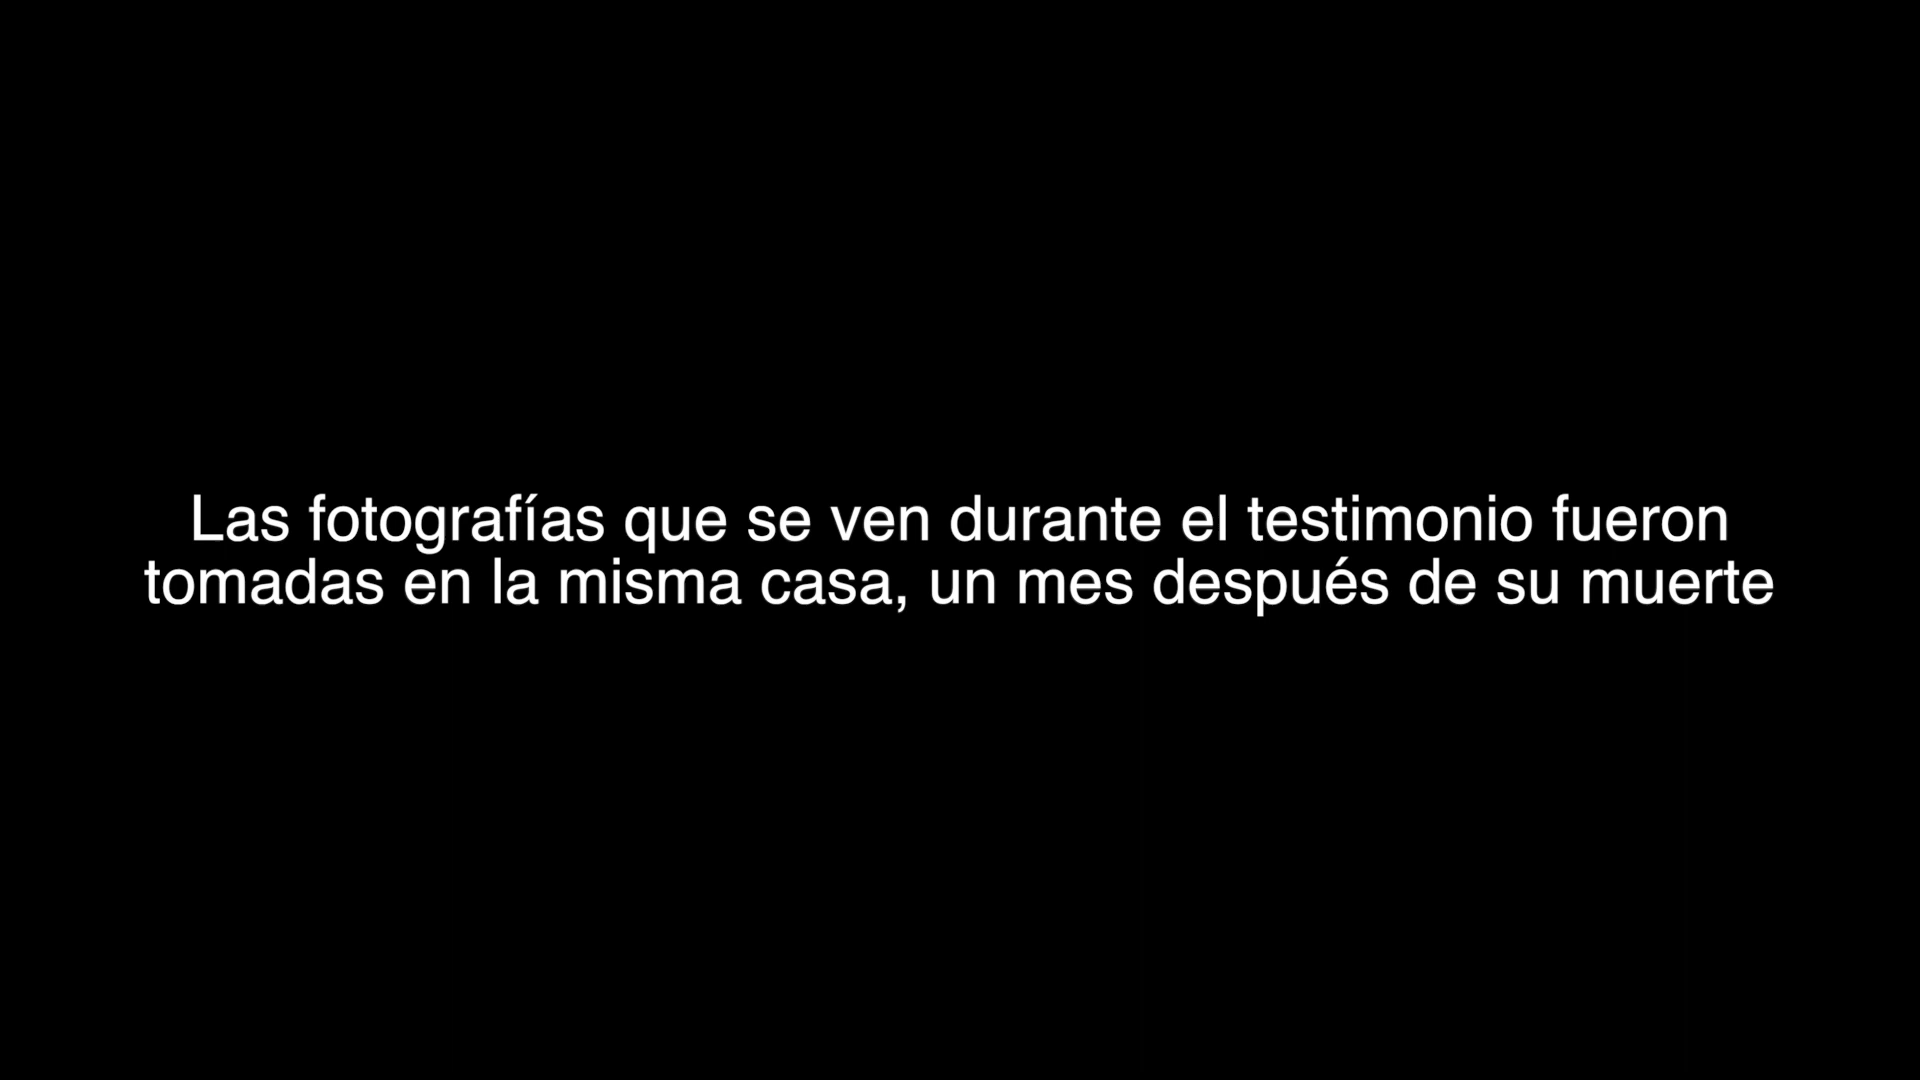 Las fotografías que se ven durante el testimonio fueron
tomadas en la misma casa, un mes después de su muerte